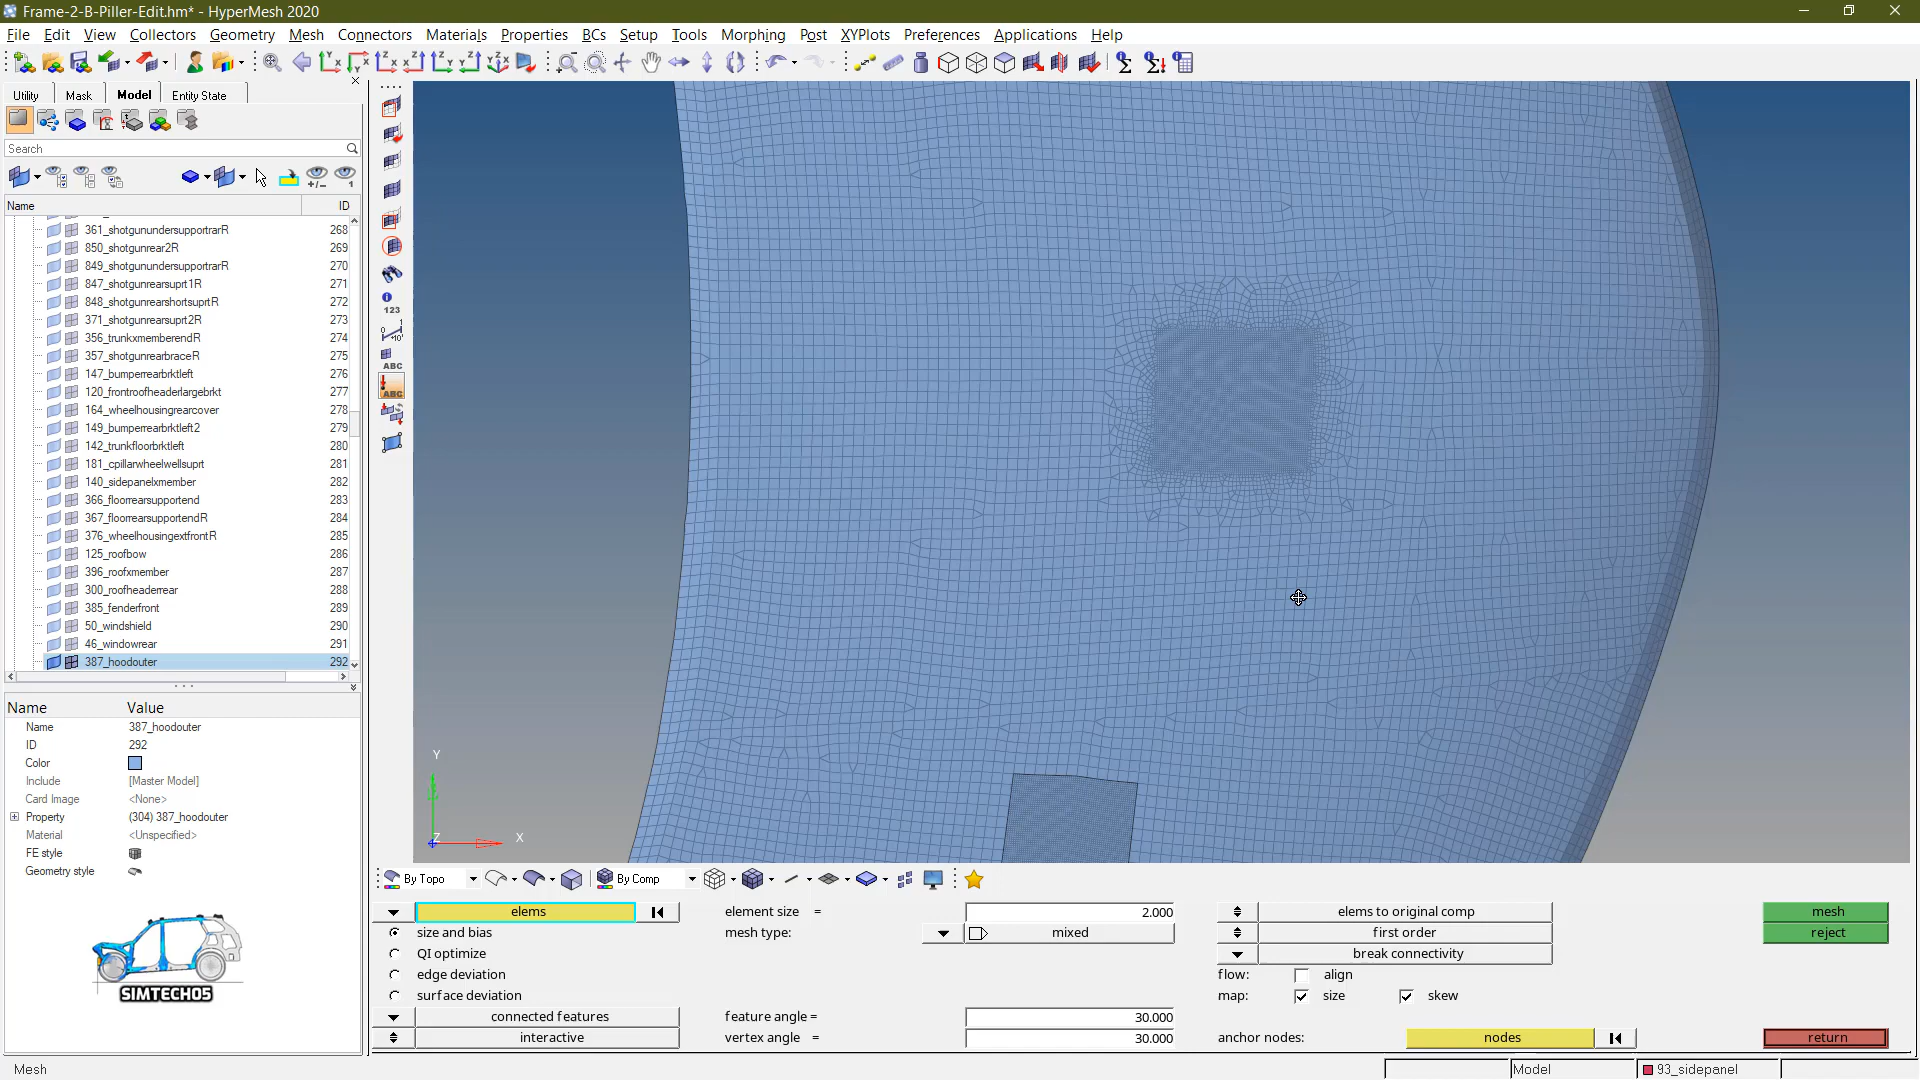 Frame-2-B-Piller-Edit.hm* - HyperMesh 2020
File Edit View Collectors Geometry Mesh Connectors Materials Properties BCs Setup Tools Morphing Post XYPlots Preferences Applications Help
Utility Mask Model Entity State
Search
Name ID
361_shotgunundersupportrarR 268
850_shotgunrear2R 269
849_shotgunundersupportrarR 270
847_shotgunrearsuprt1R 271
848_shotgunrearshortsuprtR 272
371_shotgunrearsuprt2R 273
356_trunkxmemberendR 274
357_shotgunrearbraceR 275
147_bumperrearbrktleft 276
120_frontroofheaderlargebrkt 277
164_wheelhousingrearcover 278
149_bumperrearbrktleft2 279
142_trunkfloorbrktleft 280
181_cpillarwheelwellsuprt 281
140_sidepanelxmember 282
366_floorrearsupportend 283
367_floorrearsupportendR 284
376_wheelhousingextfrontR 285
125_roofbow 286
396_roofxmember 287
300_roofheaderrear 288
385_fenderfront 289
50_windshield 290
46_windowrear 291
387_hoodouter 292
Name Value
Name 387_hoodouter
ID 292
Color
Include [Master Model]
Card Image <None>
Property (304) 387_hoodouter
Material <Unspecified>
FE style
Geometry style
SIMTECH05
123
ABC
ABC
Y
Z X
By Topo By Comp
elems element size = 2.000 elems to original comp mesh
size and bias mesh type: mixed first order reject
QI optimize break connectivity
edge deviation flow: align
surface deviation map: size skew
connected features feature angle = 30.000
interactive vertex angle = 30.000 anchor nodes: nodes return
Mesh Model 93_sidepanel